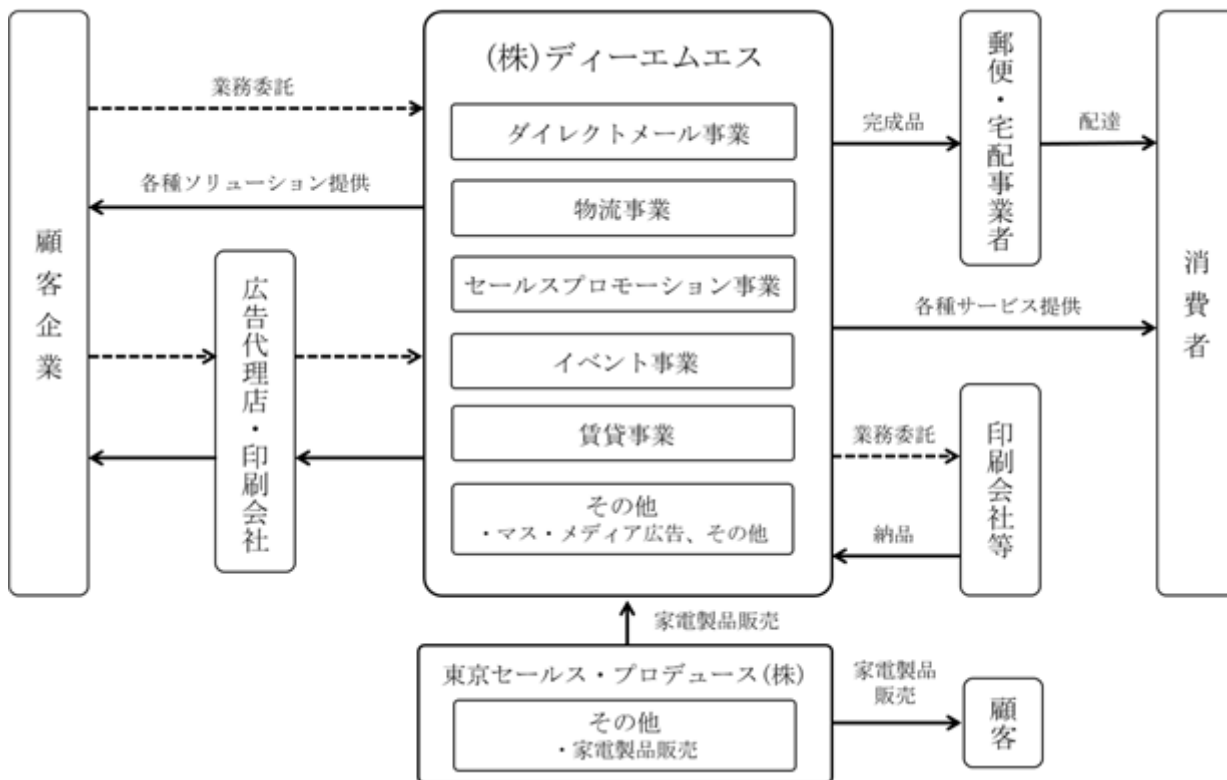 顧客企業
業務委託
各種ソリューション提供
広告代理店・印刷会社
(株)ディーエムエス
ダイレクトメール事業
物流事業
セールスプロモーション事業
イベント事業
賃貸事業
その他
・マス・メディア広告、その他
完成品
郵便・宅配事業者
配達
各種サービス提供
業務委託
納品
印刷会社等
消費者
家電製品販売
東京セールス・プロデュース(株)
その他
・家電製品販売
家電製品
販売
顧客